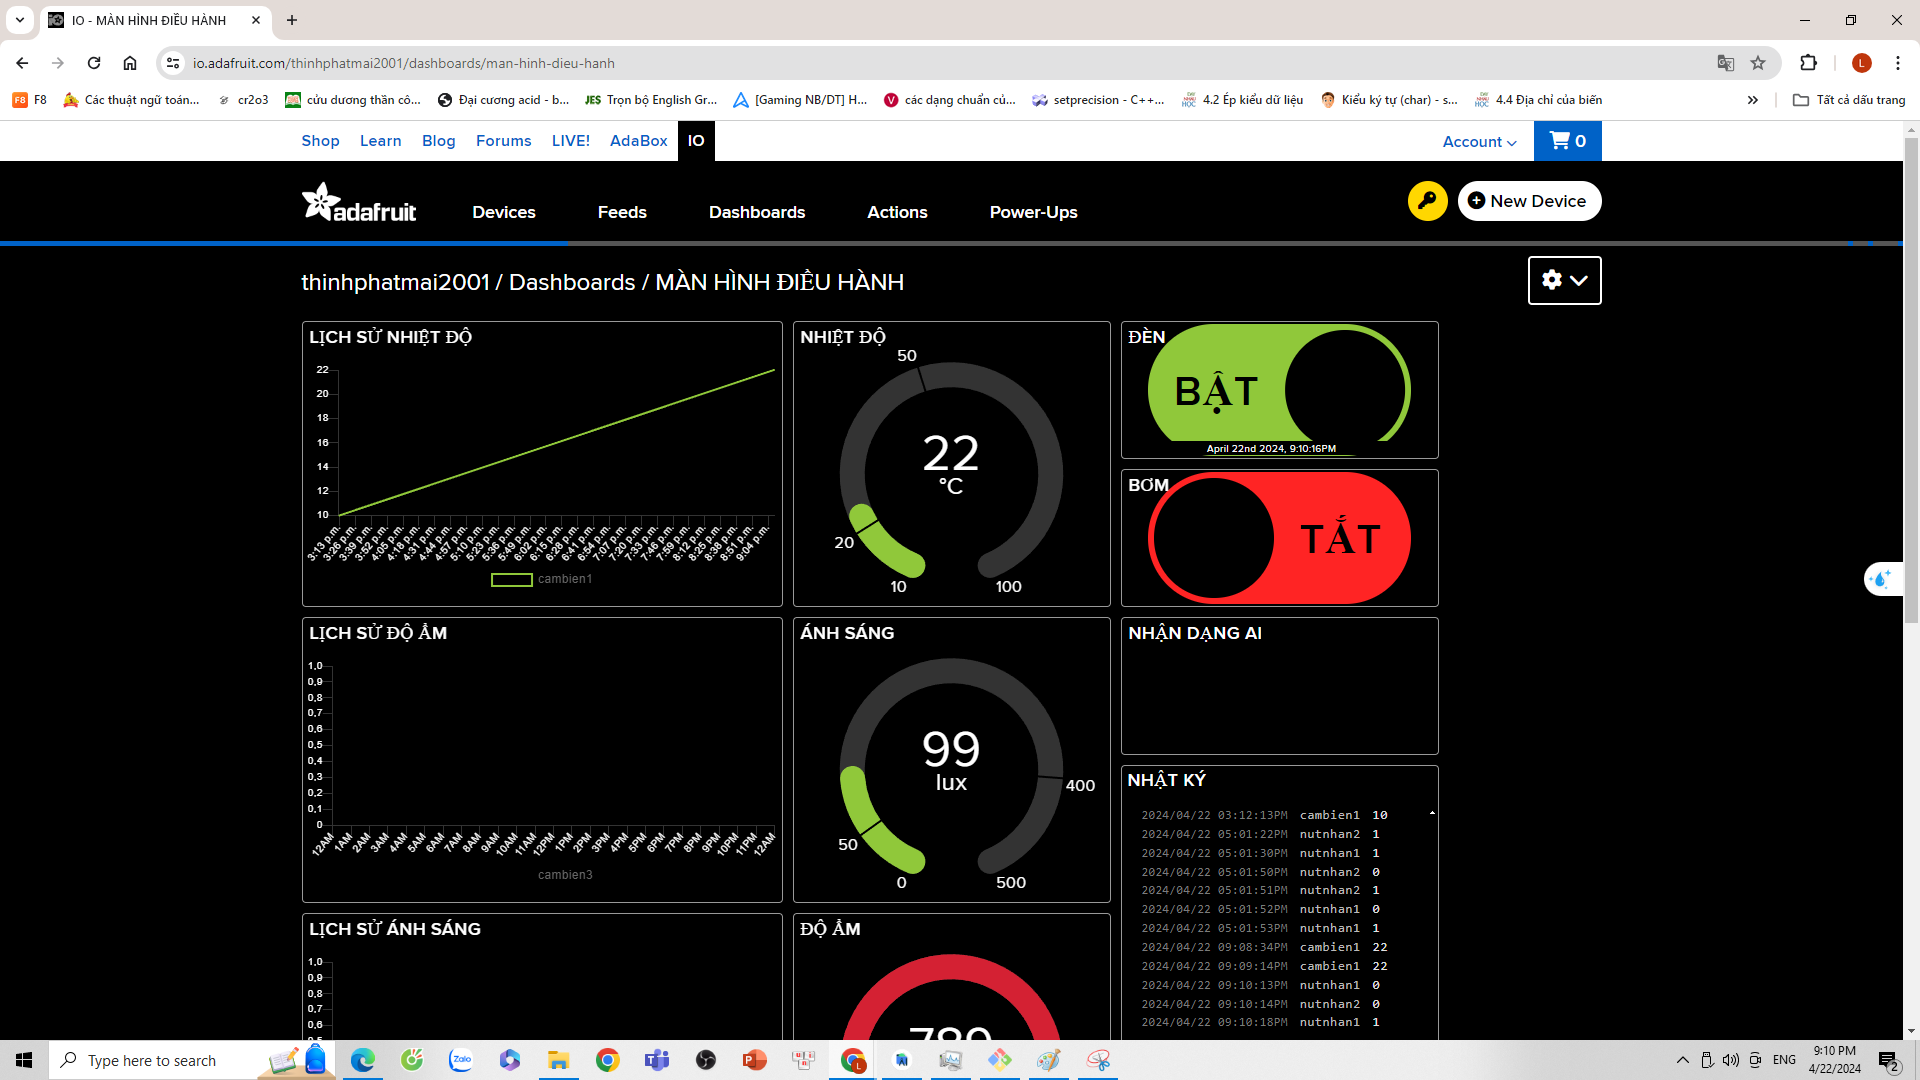 IO - MÀN HÌNH ĐIỀU HÀNH
io.adafruit.com/thinhphatmai2001/dashboards/man-hinh-dieu-hanh
L
F8 F8
Các thuật ngữ toán...
cr2o3
cửu dương thần cô...
Đại cương acid - b...
JES Trọn bộ English Gr...
[Gaming NB/DT] H...
các dạng chuẩn củ...
setprecision - C++...
4.2 Ép kiểu dữ liệu
Kiểu ký tự (char) - s...
4.4 Địa chỉ của biến
Tất cả dấu trang
Shop Learn Blog Forums LIVE! AdaBox IO
Account 0
adafruit Devices Feeds Dashboards Actions Power-Ups
New Device
thinhphatmai2001 / Dashboards / MÀN HÌNH ĐIỀU HÀNH
LỊCH SỬ NHIỆT ĐỘ
22
20
18
16
14
12
10
3:13 p.m. 3:26 p.m. 3:39 p.m. 3:52 p.m. 4:05 p.m. 4:18 p.m. 4:31 p.m. 4:44 p.m. 4:57 p.m. 5:10 p.m. 5:23 p.m. 5:36 p.m. 5:49 p.m. 6:02 p.m. 6:15 p.m. 6:28 p.m. 6:41 p.m. 6:54 p.m. 7:07 p.m. 7:20 p.m. 7:33 p.m. 7:46 p.m. 7:59 p.m. 8:12 p.m. 8:25 p.m. 8:38 p.m. 8:51 p.m. 9:04 p.m.
cambien1
NHIỆT ĐỘ
50
22
°C
20
10 100
ĐÈN
BẬT
April 22nd 2024, 9:10:16PM
BƠM
TẮT
LỊCH SỬ ĐỘ ẨM
1,0
0,9
0,8
0,7
0,6
0,5
0,4
0,3
0,2
0,1
0
12AM 1AM 2AM 3AM 4AM 5AM 6AM 7AM 8AM 9AM 10AM 11AM 12PM 1PM 2PM 3PM 4PM 5PM 6PM 7PM 8PM 9PM 10PM 11PM 12AM
cambien3
ÁNH SÁNG
99
lux
400
50
0 500
NHẬN DẠNG AI
NHẬT KÝ
2024/04/22 03:12:13PM cambien1 10
2024/04/22 05:01:22PM nutnhan2 1
2024/04/22 05:01:30PM nutnhan1 1
2024/04/22 05:01:50PM nutnhan2 0
2024/04/22 05:01:51PM nutnhan2 1
2024/04/22 05:01:52PM nutnhan1 0
2024/04/22 05:01:53PM nutnhan1 1
2024/04/22 09:08:34PM cambien1 22
2024/04/22 09:09:14PM cambien1 22
2024/04/22 09:10:13PM nutnhan1 0
2024/04/22 09:10:14PM nutnhan2 0
2024/04/22 09:10:18PM nutnhan1 1
LỊCH SỬ ÁNH SÁNG
1,0
0,9
0,8
0,7
0,6
ĐỘ ẨM
789
Type here to search
Zalo
ENG
9:10 PM
4/22/2024
2